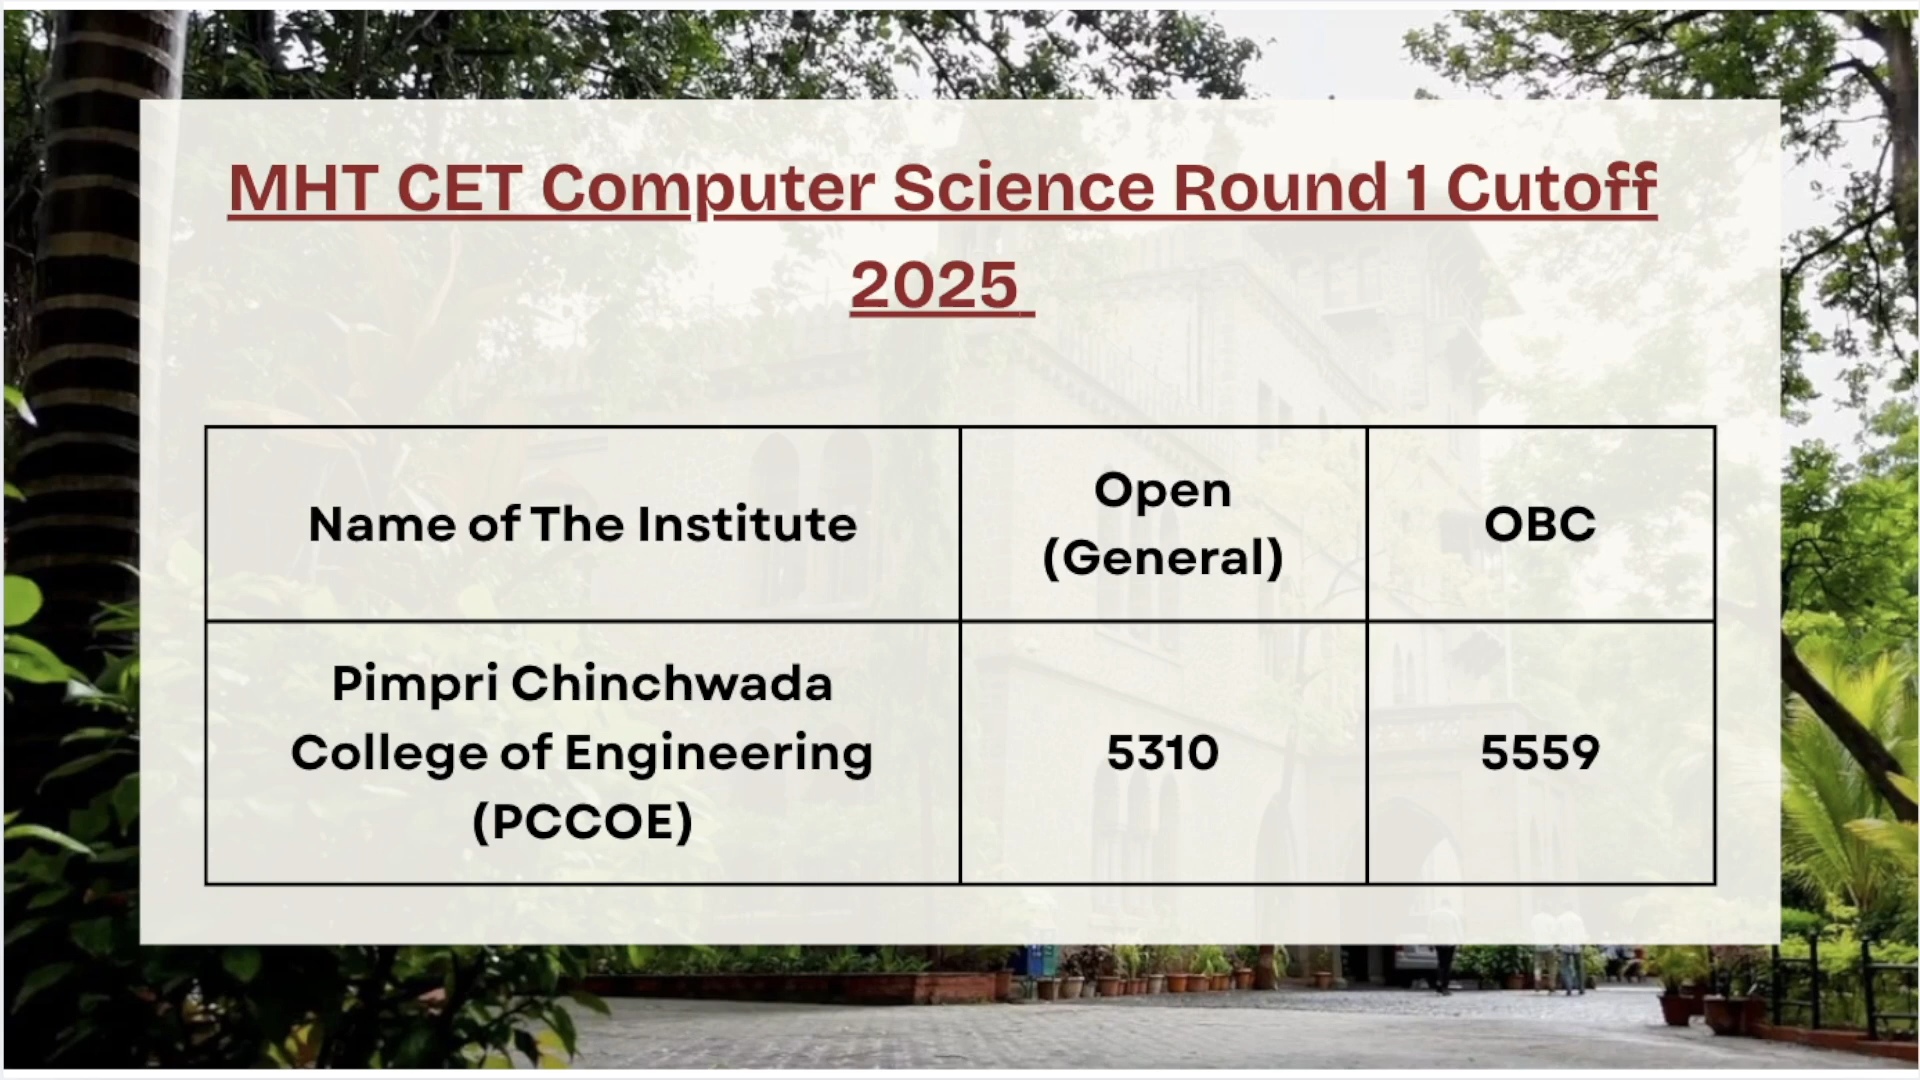 MHT CET Computer Science Round 1 Cutoff
2025
Name of The Institute
Open
(General)
OBC
Pimpri Chinchwada
College of Engineering
(PCCOE)
5310
5559